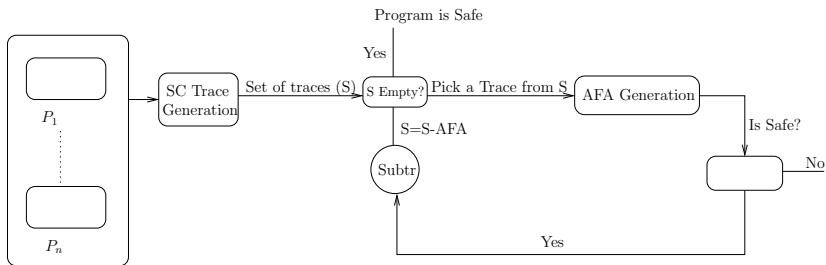 Program is Safe
Yes
SC Trace
Generation
Set of traces (S)
S Empty?
Pick a Trace from S
AFA Generation
P1
S=S-AFA
Is Safe?
Subtr
No
Pn
Yes